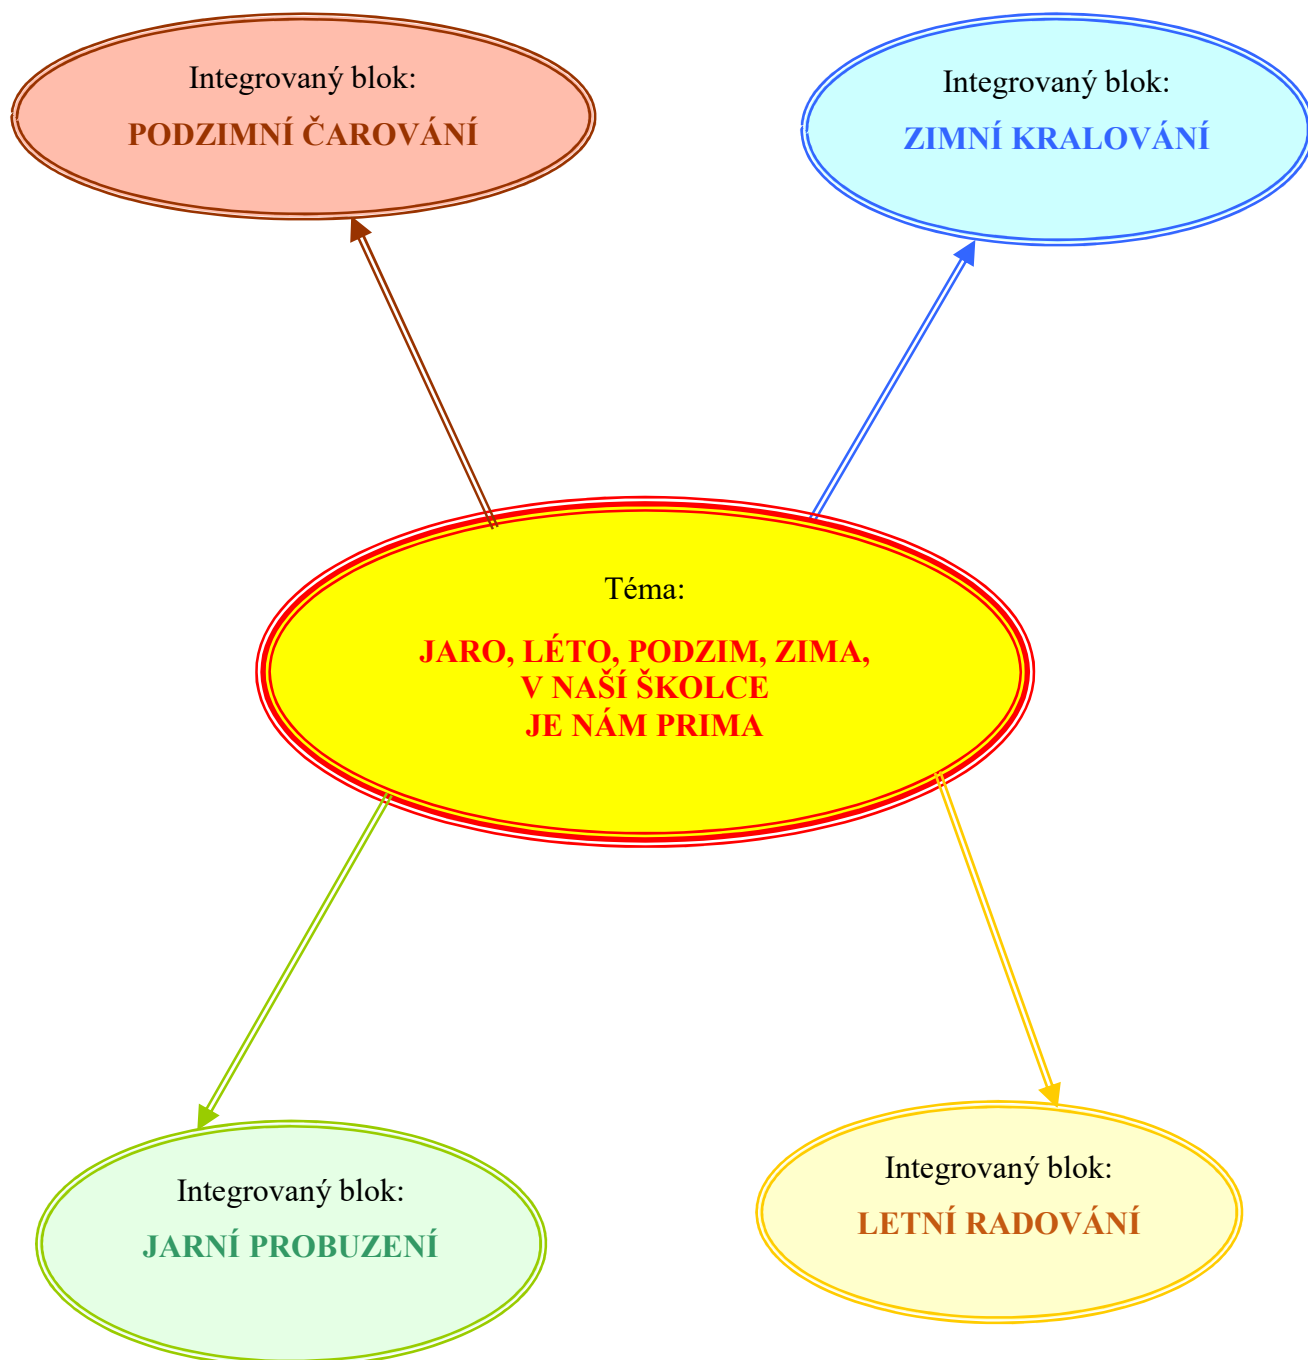 Integrovaný blok:
PODZIMNÍ ČAROVÁNÍ
Integrovaný blok:
ZIMNÍ KRALOVÁNÍ
Téma:
JARO, LÉTO, PODZIM, ZIMA,
V NAŠÍ ŠKOLCE
JE NÁM PRIMA
Integrovaný blok:
JARNÍ PROBUZENÍ
Integrovaný blok:
LETNÍ RADOVÁNÍ